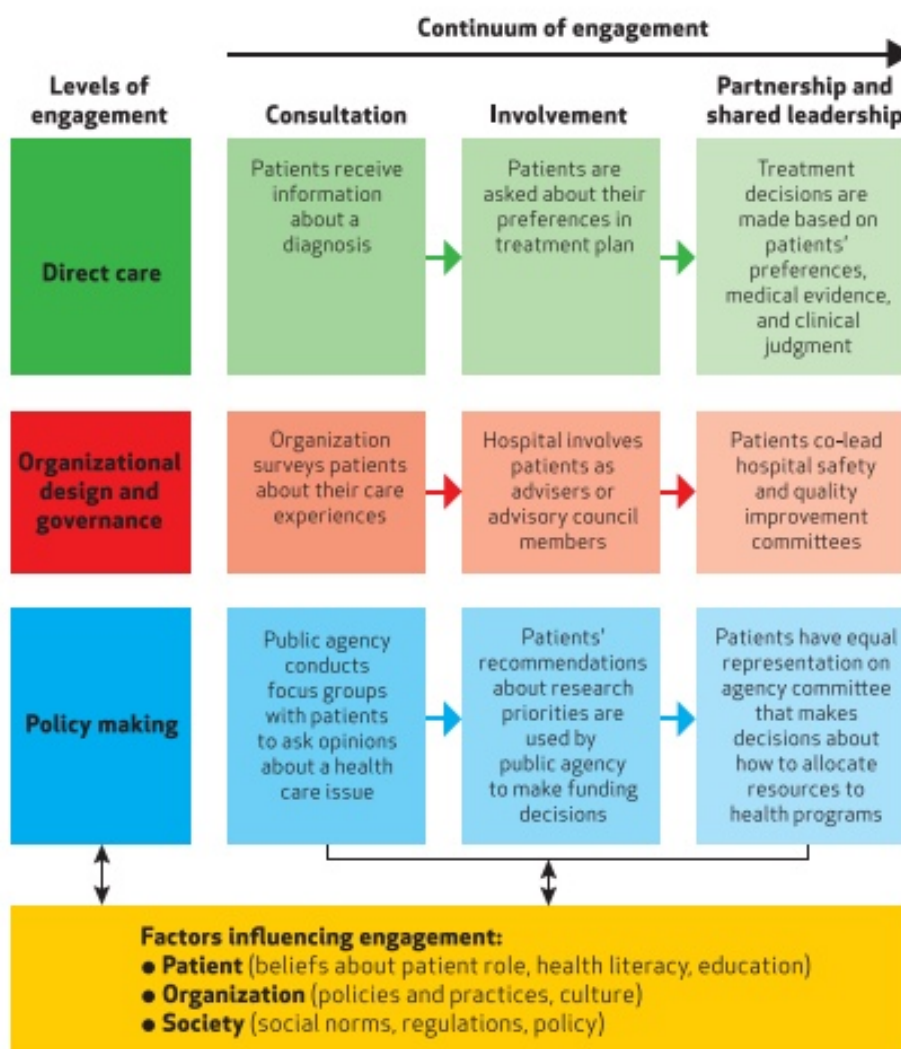 Continuum of engagement
Levels of
engagement
Consultation
Involvement
Partnership and
shared leadership
Direct care
Patients receive
information
about a
diagnosis
Patients are
asked about their
preferences in
treatment plan
Treatment
decisions are
made based on
patients'
preferences,
medical evidence,
and clinical
judgment
Organizational
design and
governance
Organization
surveys patients
about their care
experiences
Hospital involves
patients as
advisers or
advisory council
members
Patients co-lead
hospital safety
and quality
improvement
committees
Policy making
Public agency
conducts
focus groups
with patients
to ask opinions
about a health
care issue
Patients'
recommendations
about research
priorities are
used by
public agency
to make funding
decisions
Patients have equal
representation on
agency committee
that makes
decisions about
how to allocate
resources to
health programs
Factors influencing engagement:
● Patient (beliefs about patient role, health literacy, education)
● Organization (policies and practices, culture)
● Society (social norms, regulations, policy)